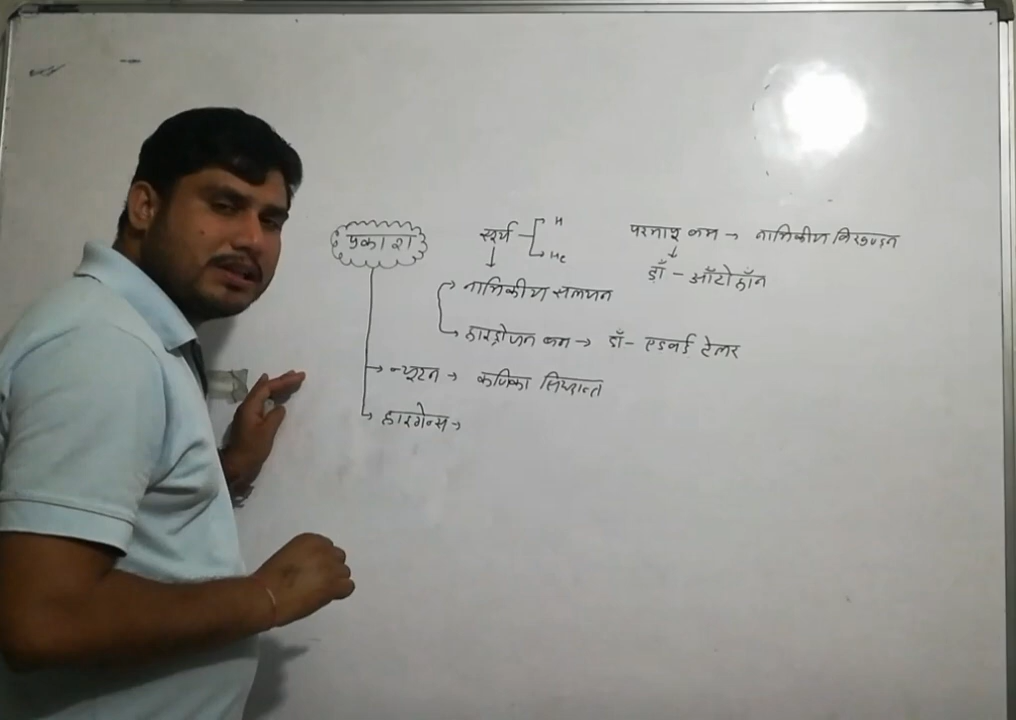 प्रकाश
सूर्य
H
He
परमाणु बम → नाभिकीय विखण्डन
डॉ - ऑटोहॉन
नाभिकीय संलयन
हाइड्रोजन बम → डॉ - एडवर्ड टेलर
न्यूटन → कणिका सिद्धान्त
हाइगेन्स →